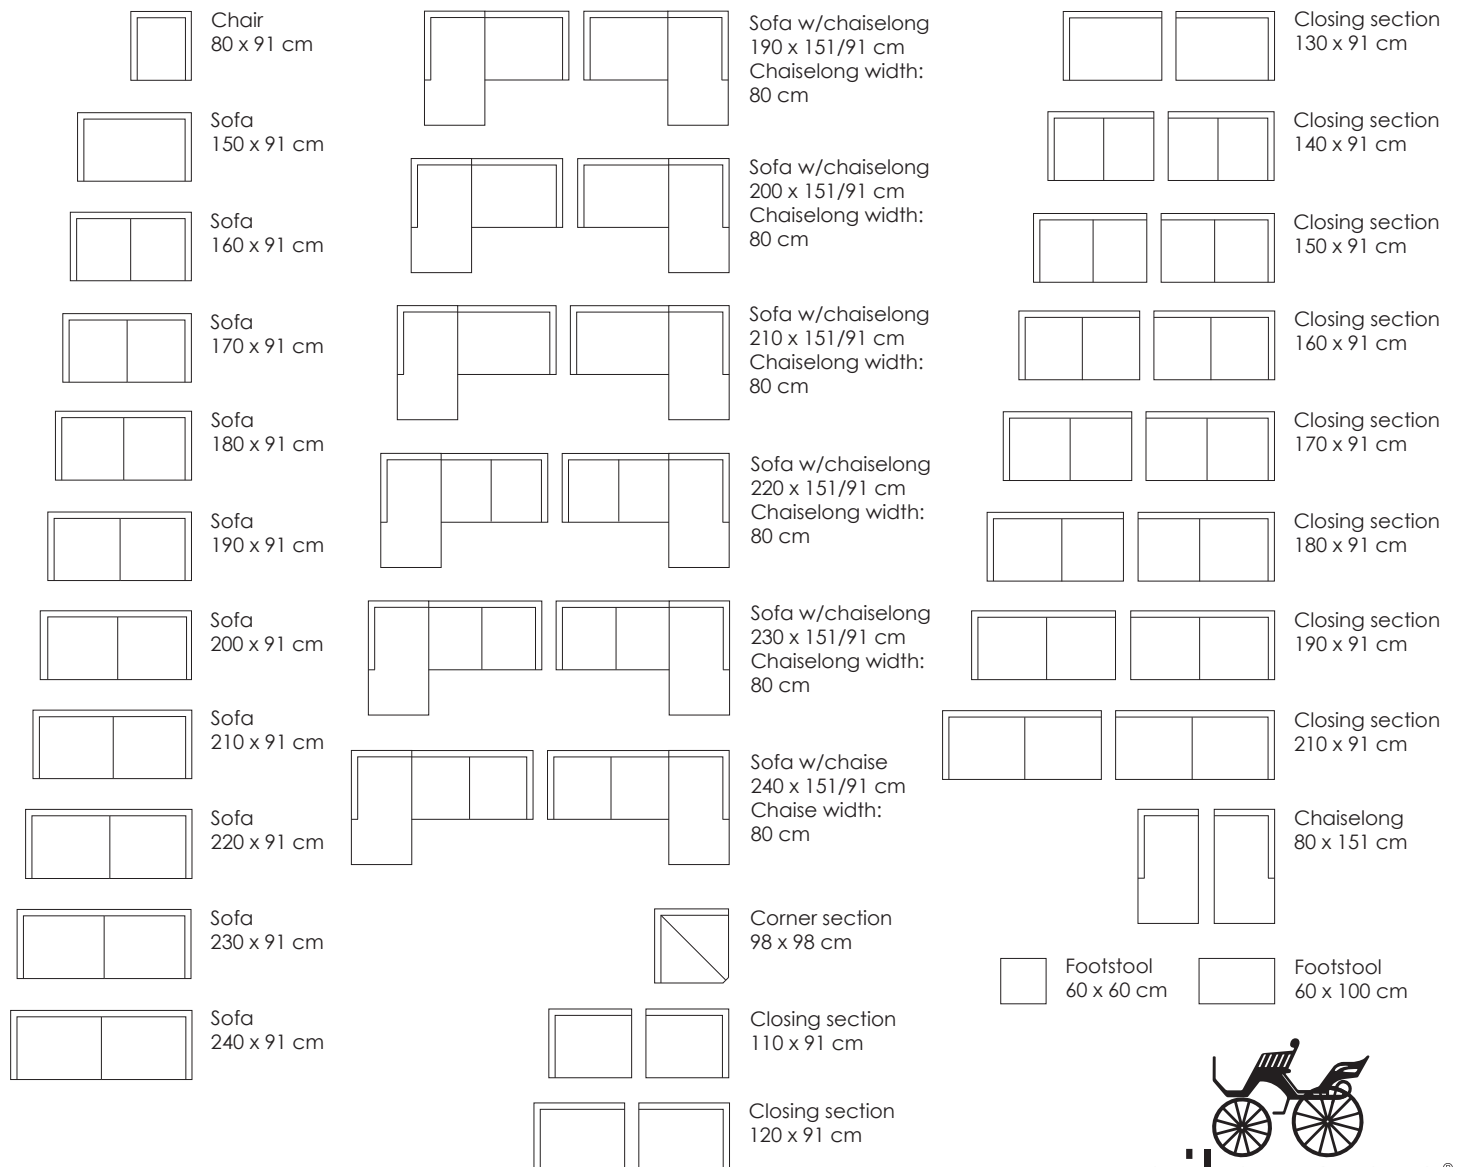 Chair
80 x 91 cm
Sofa
150 x 91 cm
Sofa
160 x 91 cm
Sofa
170 x 91 cm
Sofa
180 x 91 cm
Sofa
190 x 91 cm
Sofa
200 x 91 cm
Sofa
210 x 91 cm
Sofa
220 x 91 cm
Sofa
230 x 91 cm
Sofa
240 x 91 cm
Sofa w/chaiselong
190 x 151/91 cm
Chaiselong width:
80 cm
Sofa w/chaiselong
200 x 151/91 cm
Chaiselong width:
80 cm
Sofa w/chaiselong
210 x 151/91 cm
Chaiselong width:
80 cm
Sofa w/chaiselong
220 x 151/91 cm
Chaiselong width:
80 cm
Sofa w/chaiselong
230 x 151/91 cm
Chaiselong width:
80 cm
Sofa w/chaise
240 x 151/91 cm
Chaise width:
80 cm
Corner section
98 x 98 cm
Closing section
110 x 91 cm
Closing section
120 x 91 cm
Closing section
130 x 91 cm
Closing section
140 x 91 cm
Closing section
150 x 91 cm
Closing section
160 x 91 cm
Closing section
170 x 91 cm
Closing section
180 x 91 cm
Closing section
190 x 91 cm
Closing section
210 x 91 cm
Chaiselong
80 x 151 cm
Footstool
60 x 60 cm
Footstool
60 x 100 cm
®